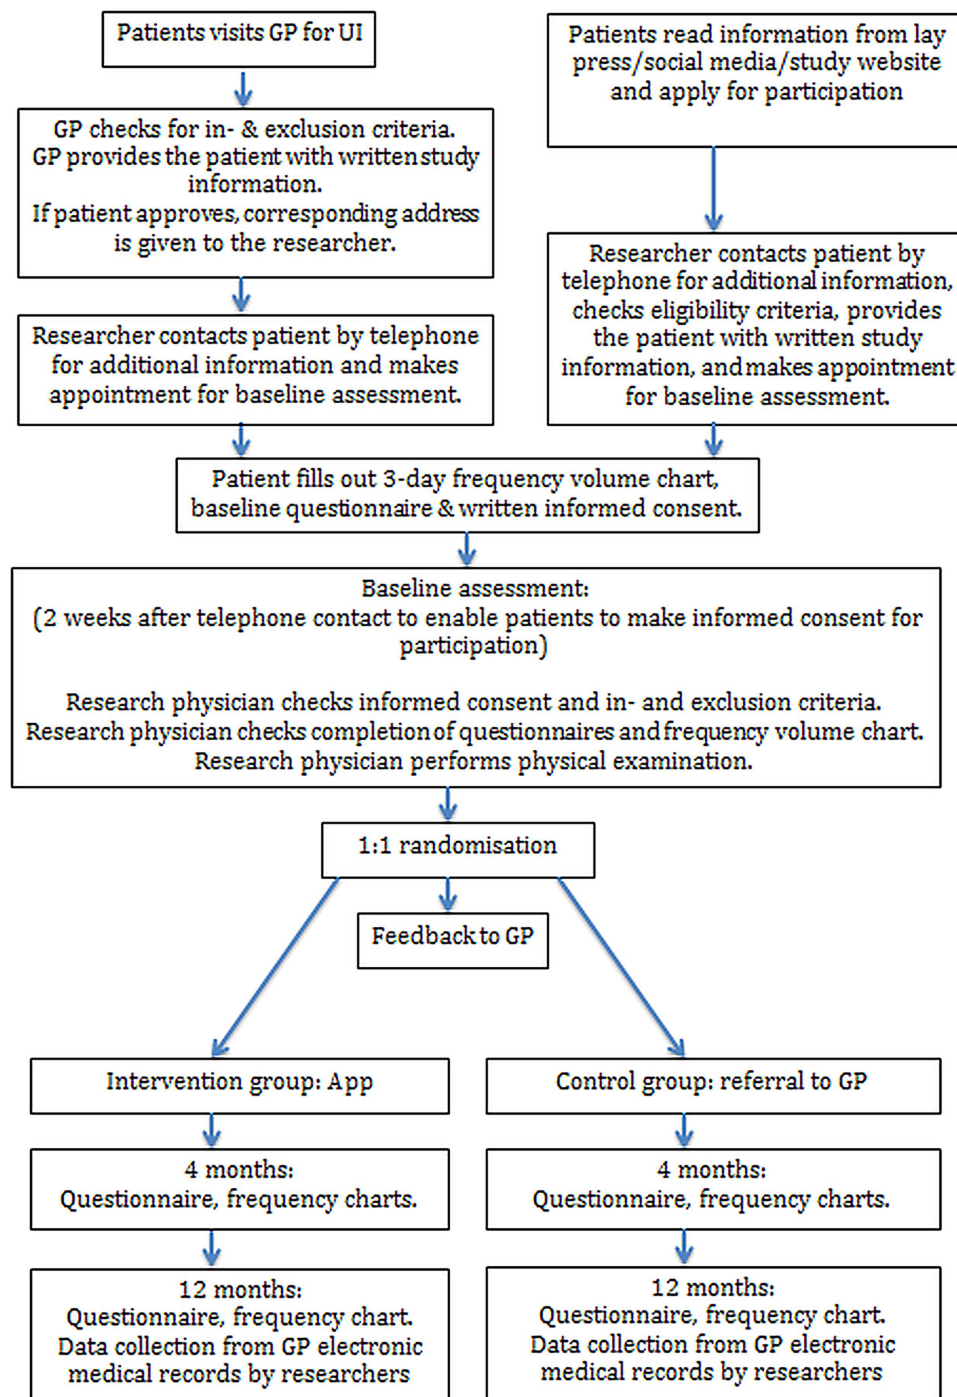 Patients visits GP for UI
Patients read information from lay
press/social media/study website
and apply for participation
GP checks for in- & exclusion criteria.
GP provides the patient with written study
information.
If patient approves, corresponding address
is given to the researcher.
Researcher contacts patient by
telephone for additional information,
checks eligibility criteria, provides
the patient with written study
information, and makes appointment
for baseline assessment.
Researcher contacts patient by telephone
for additional information and makes
appointment for baseline assessment.
Patient fills out 3-day frequency volume chart,
baseline questionnaire & written informed consent.
Baseline assessment:
(2 weeks after telephone contact to enable patients to make informed consent for
participation)
Research physician checks informed consent and in- and exclusion criteria.
Research physician checks completion of questionnaires and frequency volume chart.
Research physician performs physical examination.
1:1 randomisation
Feedback to GP
Intervention group: App
Control group: referral to GP
4 months:
Questionnaire, frequency charts.
4 months:
Questionnaire, frequency charts.
12 months:
Questionnaire, frequency chart.
Data collection from GP electronic
medical records by researchers
12 months:
Questionnaire, frequency chart.
Data collection from GP electronic
medical records by researchers